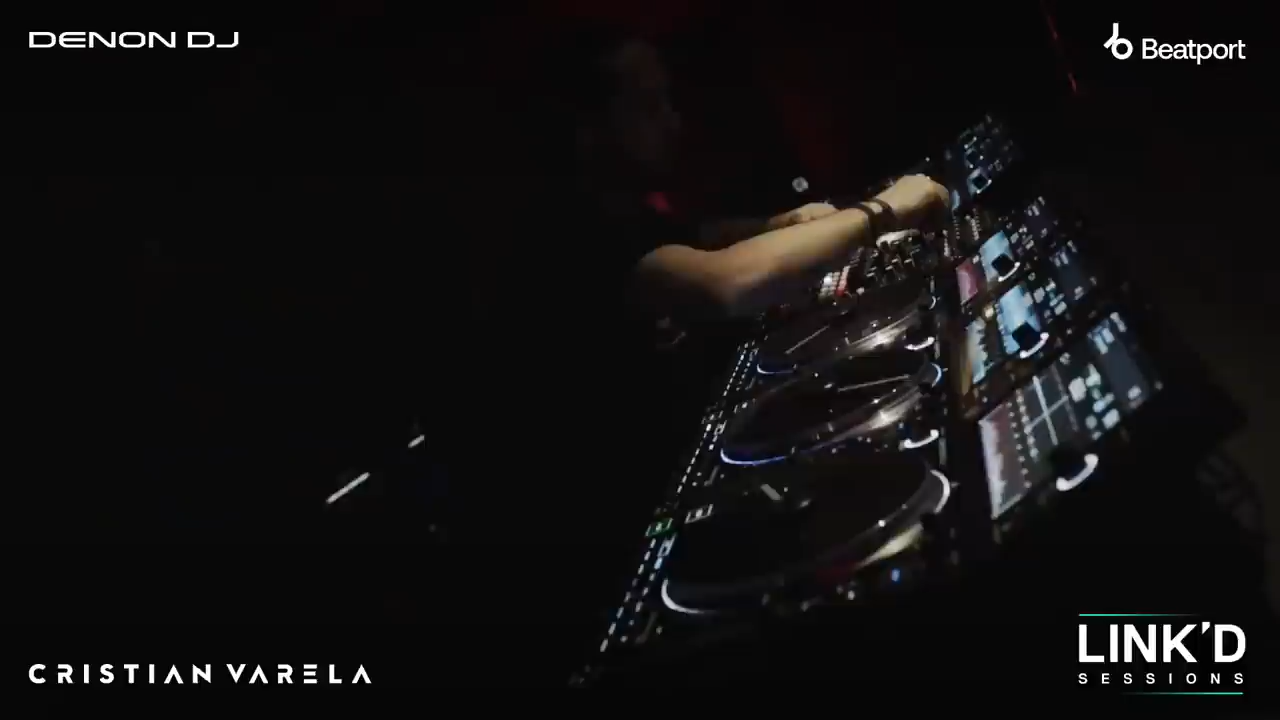 DENON DJ
Beatport
CRISTIAN VARELA
LINK'D
SESSIONS